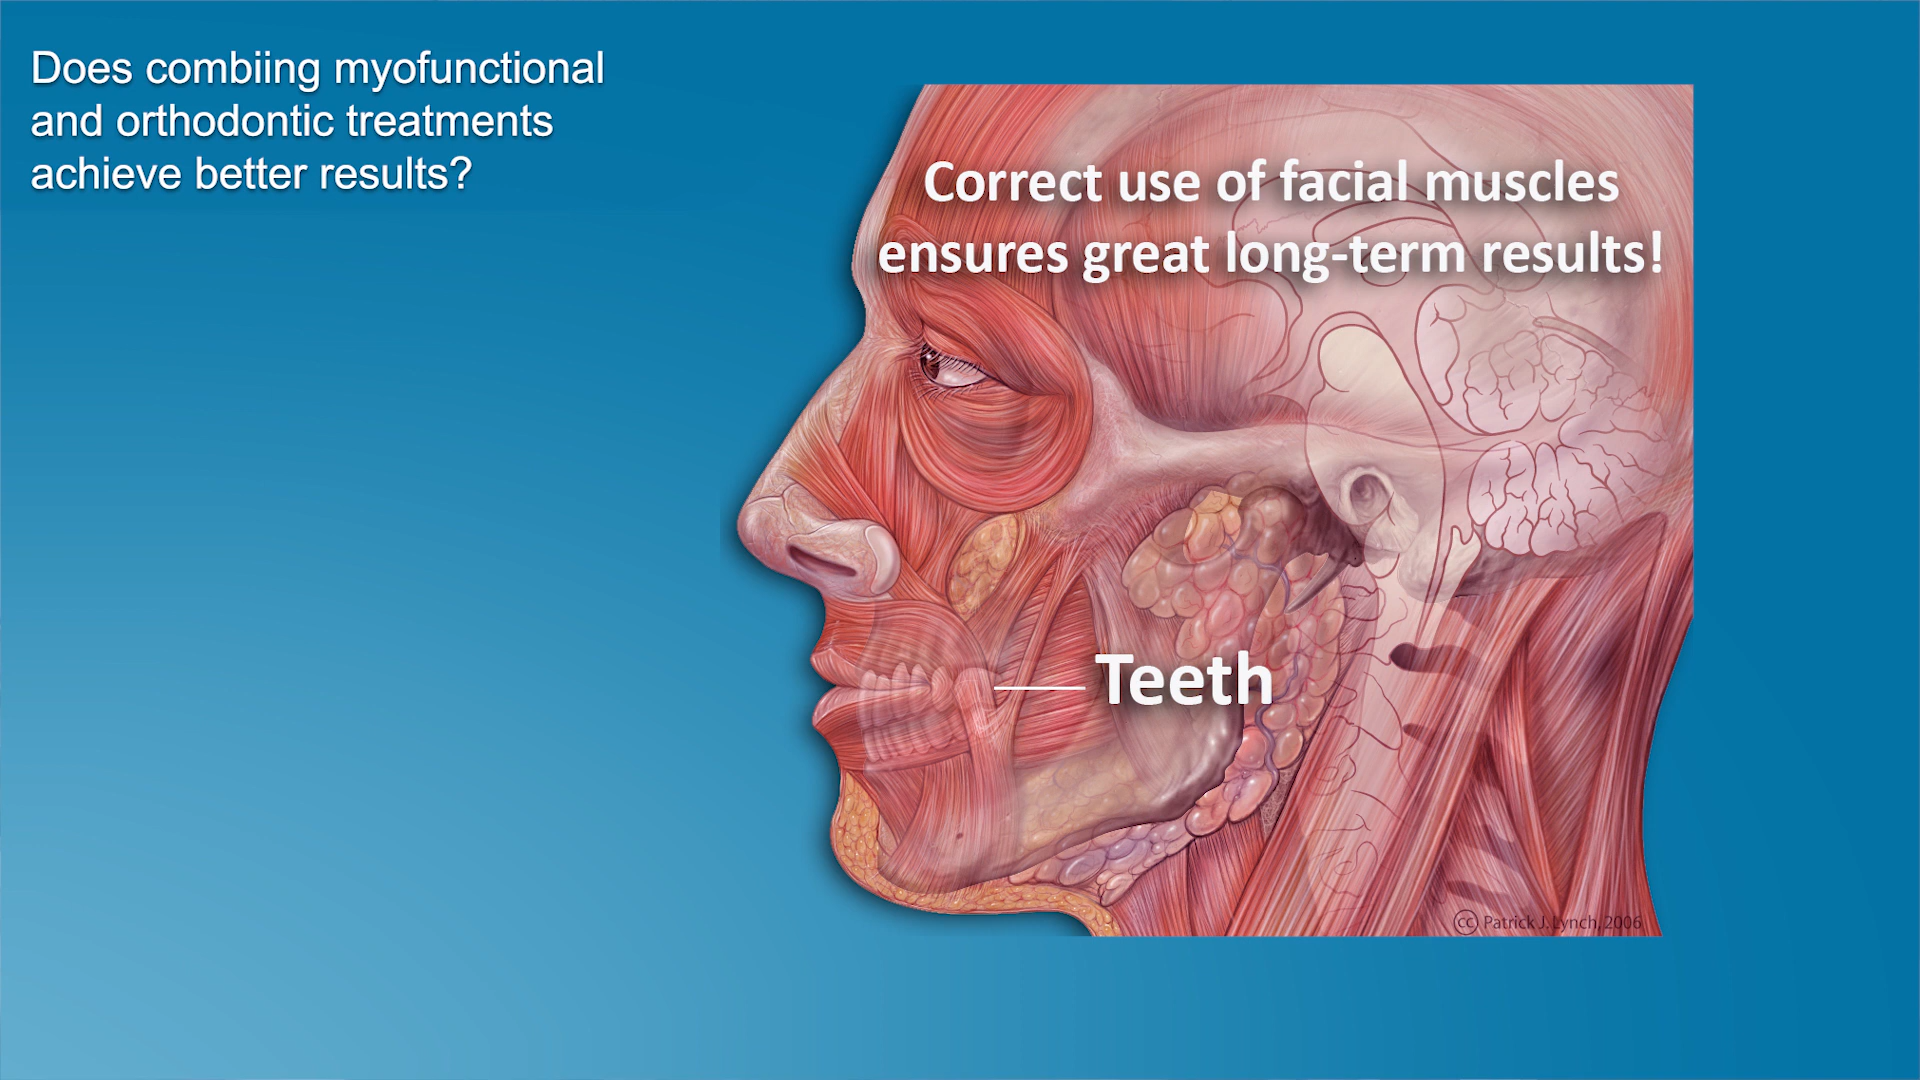 Does combiing myofunctional
and orthodontic treatments
achieve better results?
Correct use of facial muscles
ensures great long-term results!
Teeth
cc Patrick J. Lynch, 2006